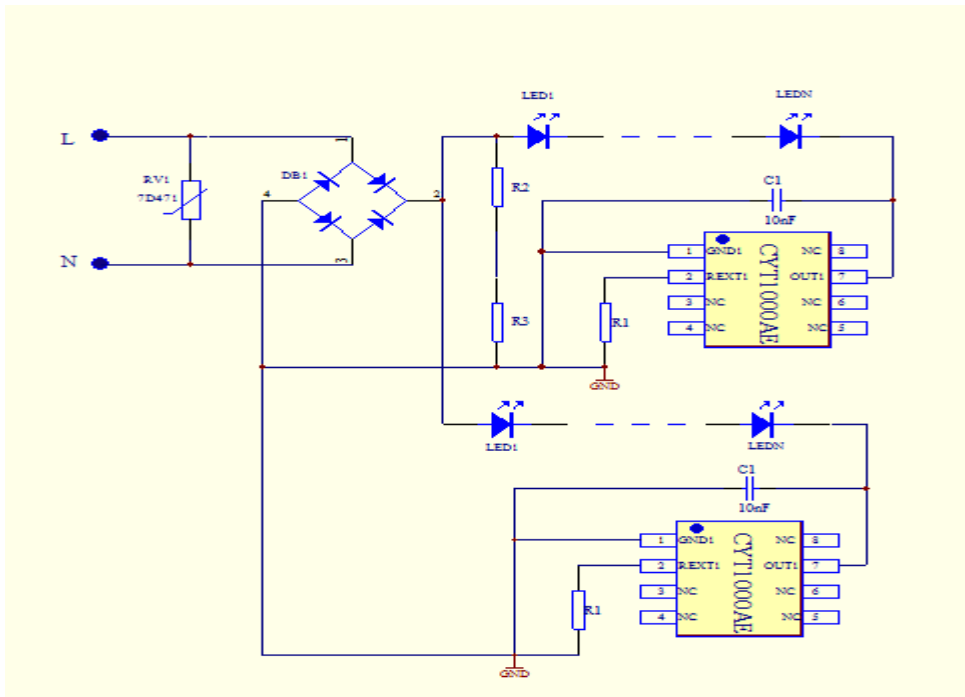 LED1
LEDN
L
1
RV1
7D471
DB1
4
2
R2
C1
10nF
N
3
1 GND1 NC 8
2 REXT1 OUT1 7
3 NC NC 6
4 NC NC 5
CYT1000AE
R3
R1
GND
LED1
LEDN
C1
10nF
1 GND1 NC 8
2 REXT1 OUT1 7
3 NC NC 6
4 NC NC 5
CYT1000AE
R1
GND